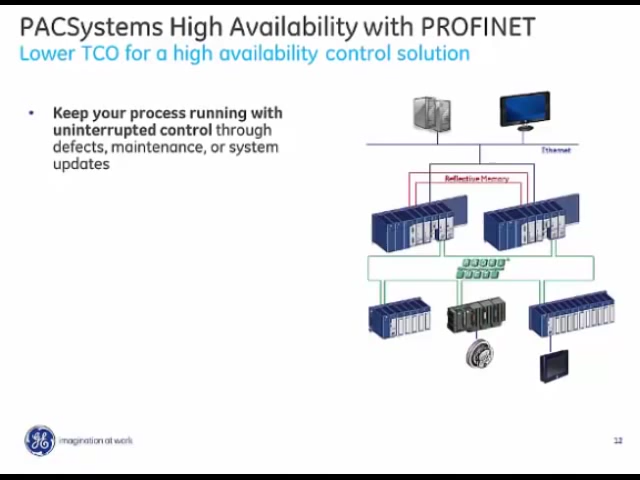 PACSystems High Availability with PROFINET
Lower TCO for a high availability control solution
• Keep your process running with
uninterrupted control through
defects, maintenance, or system
updates
Ethernet
Reflective Memory
imagination at work
12